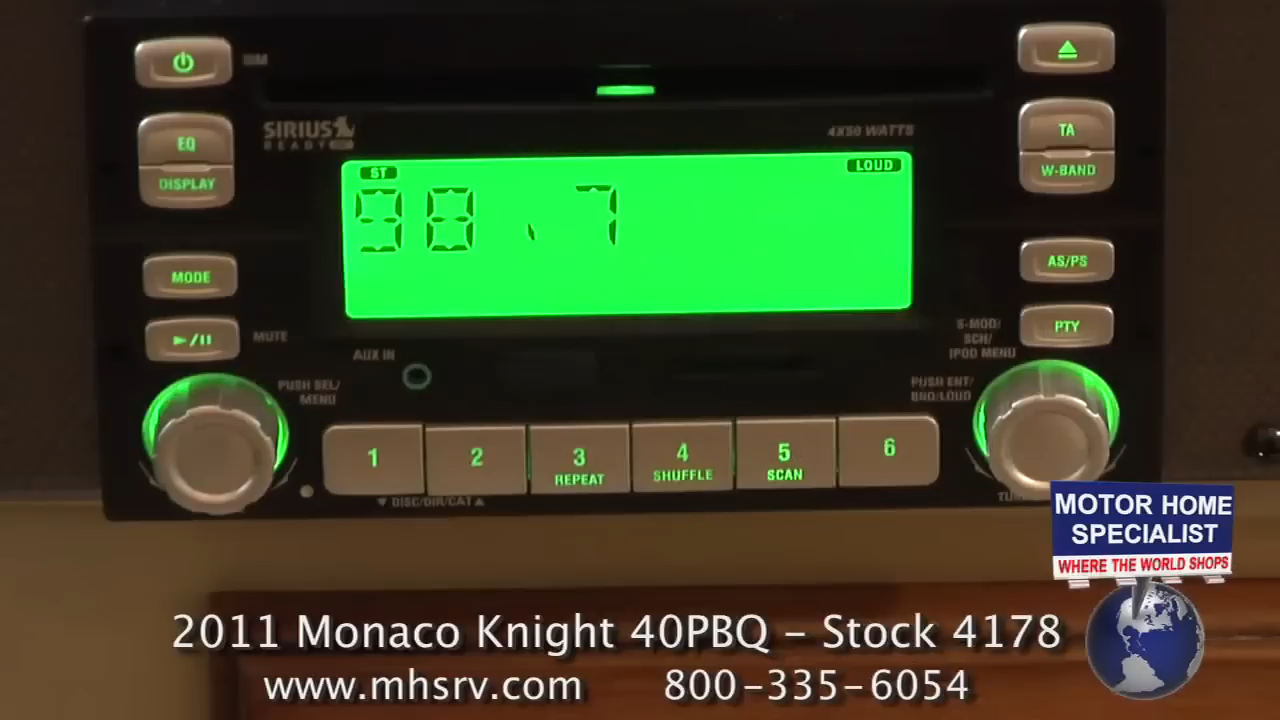 IIM
EQ
DISPLAY
MODE
►/II
MUTE
SIRIUS
READY
4X50 WATTS
ST
LOUD
98.7
TA
W-BAND
AS/PS
PTY
S-MOD/
SCH/
IPOD MENU
AUX IN
PUSH SEL/
MENU
PUSH ENT/
BND/LOUD
1
2
3
REPEAT
4
SHUFFLE
5
SCAN
6
▼ DISC/DIR/CAT ▲
MOTOR HOME
SPECIALIST
WHERE THE WORLD SHOPS
2011 Monaco Knight 40PBQ – Stock 4178
www.mhsrv.com 800-335-6054